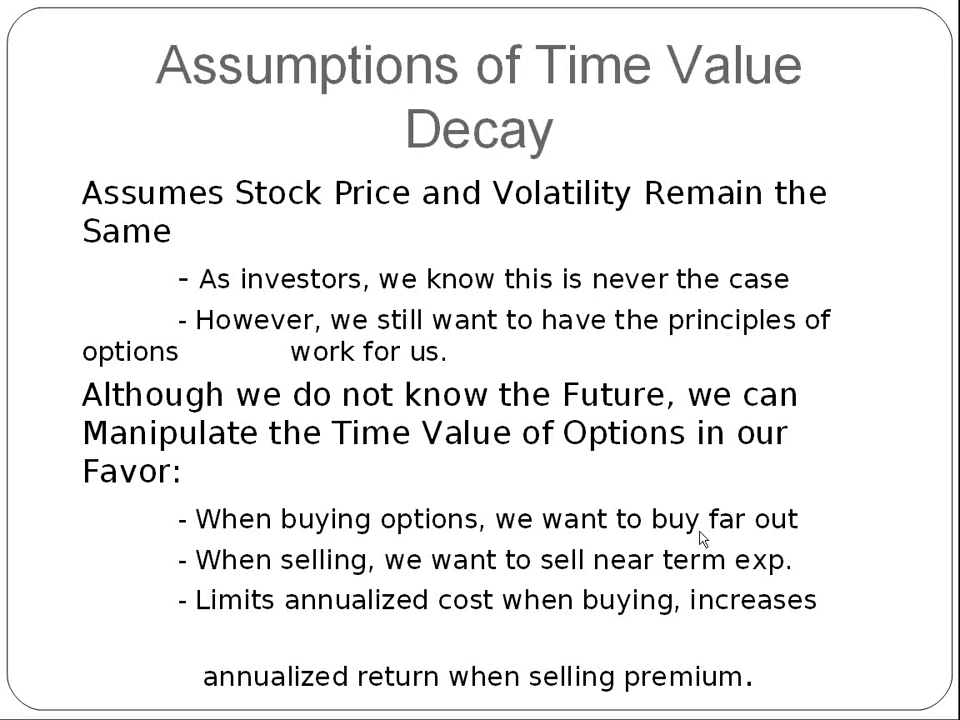 Assumptions of Time Value
Decay
Assumes Stock Price and Volatility Remain the
Same
- As investors, we know this is never the case
- However, we still want to have the principles of
options work for us.
Although we do not know the Future, we can
Manipulate the Time Value of Options in our
Favor:
- When buying options, we want to buy far out
- When selling, we want to sell near term exp.
- Limits annualized cost when buying, increases
annualized return when selling premium.